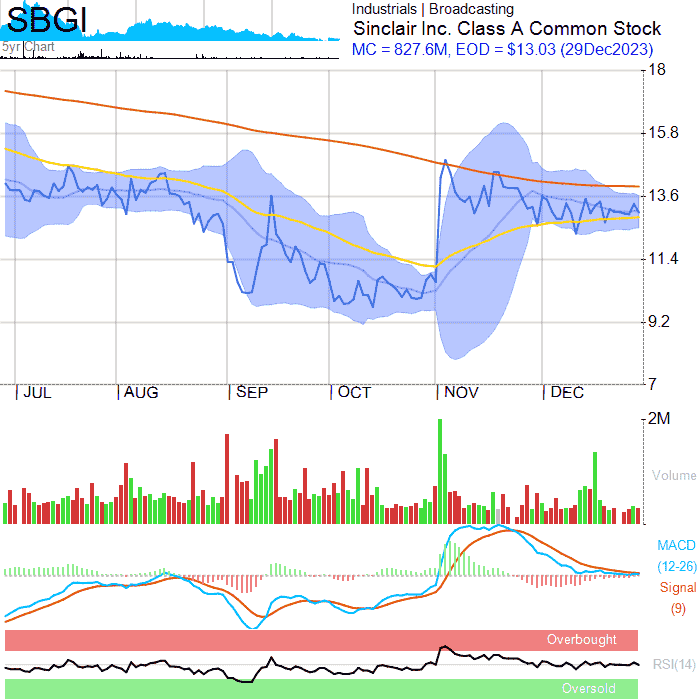 SBGI
5yr Chart
Industrials | Broadcasting
Sinclair Inc. Class A Common Stock
MC = 827.6M, EOD = $13.03 (29Dec2023)
18
15.8
13.6
11.4
9.2
7
JUL AUG SEP OCT NOV DEC
2M
Volume
MACD
(12-26)
Signal
(9)
Overbought
RSI(14)
Oversold